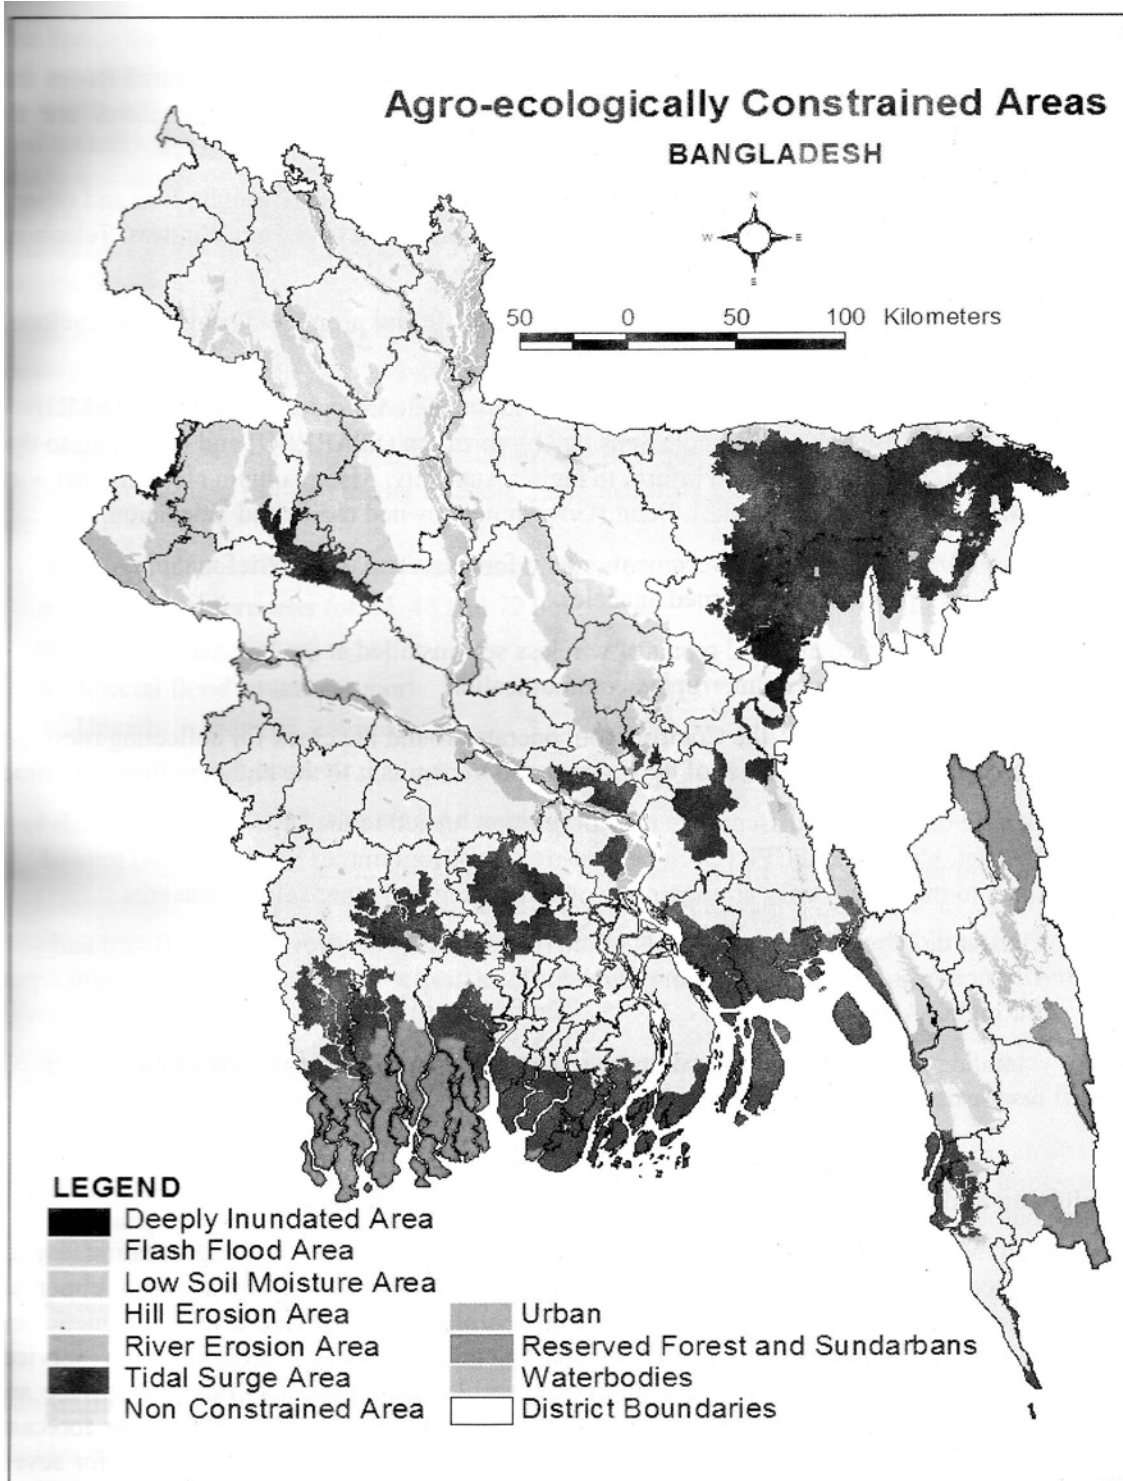 Agro-ecologically Constrained Areas
BANGLADESH
N
W E
S
50 0 50 100 Kilometers
LEGEND
Deeply Inundated Area
Flash Flood Area
Low Soil Moisture Area
Hill Erosion Area
River Erosion Area
Tidal Surge Area
Non Constrained Area
Urban
Reserved Forest and Sundarbans
Waterbodies
District Boundaries